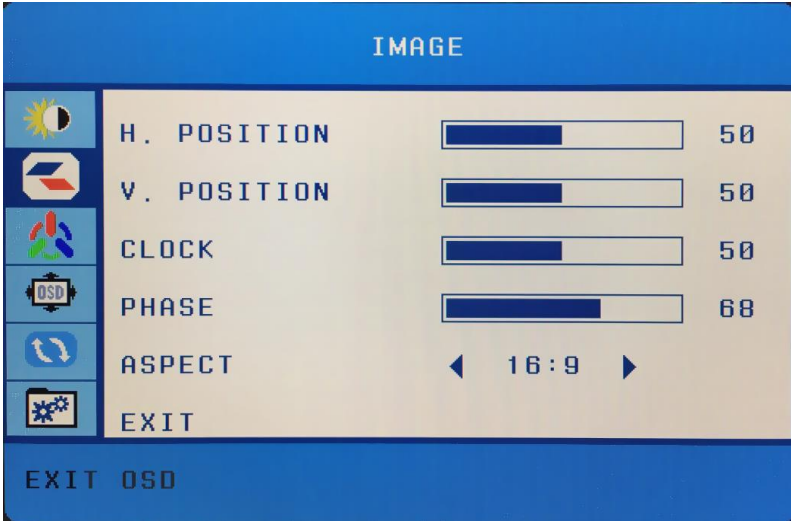 IMAGE
H. POSITION 50
V. POSITION 50
CLOCK 50
PHASE 68
OSD
ASPECT 16:9
EXIT
EXIT OSD